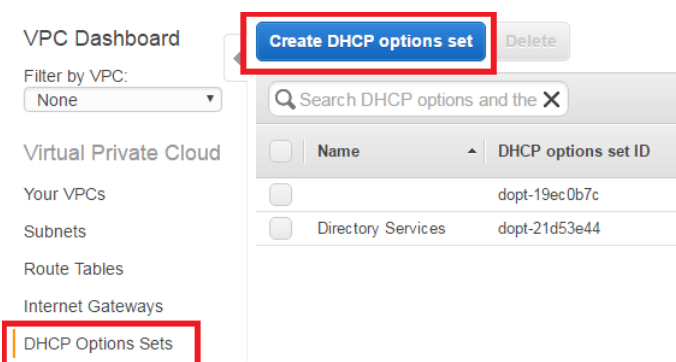 VPC Dashboard
Filter by VPC:
None
Virtual Private Cloud
Your VPCs
Subnets
Route Tables
Internet Gateways
DHCP Options Sets
Create DHCP options set Delete
Search DHCP options and the
Name DHCP options set ID
dopt-19ec0b7c
Directory Services dopt-21d53e44